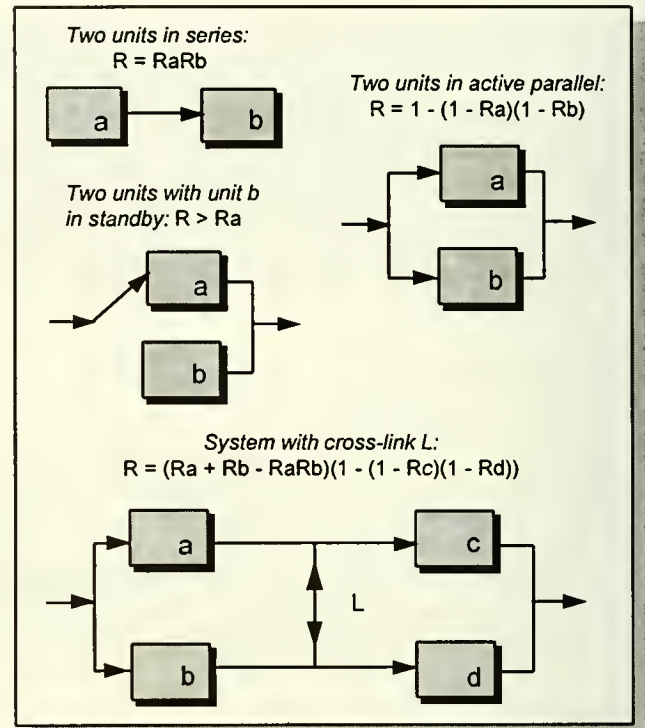 Two units in series:
R = RaRb
a
b
Two units in active parallel:
R = 1 - (1 - Ra)(1 - Rb)
a
b
Two units with unit b
in standby: R > Ra
a
b
System with cross-link L:
R = (Ra + Rb - RaRb)(1 - (1 - Rc)(1 - Rd))
a
c
L
b
d